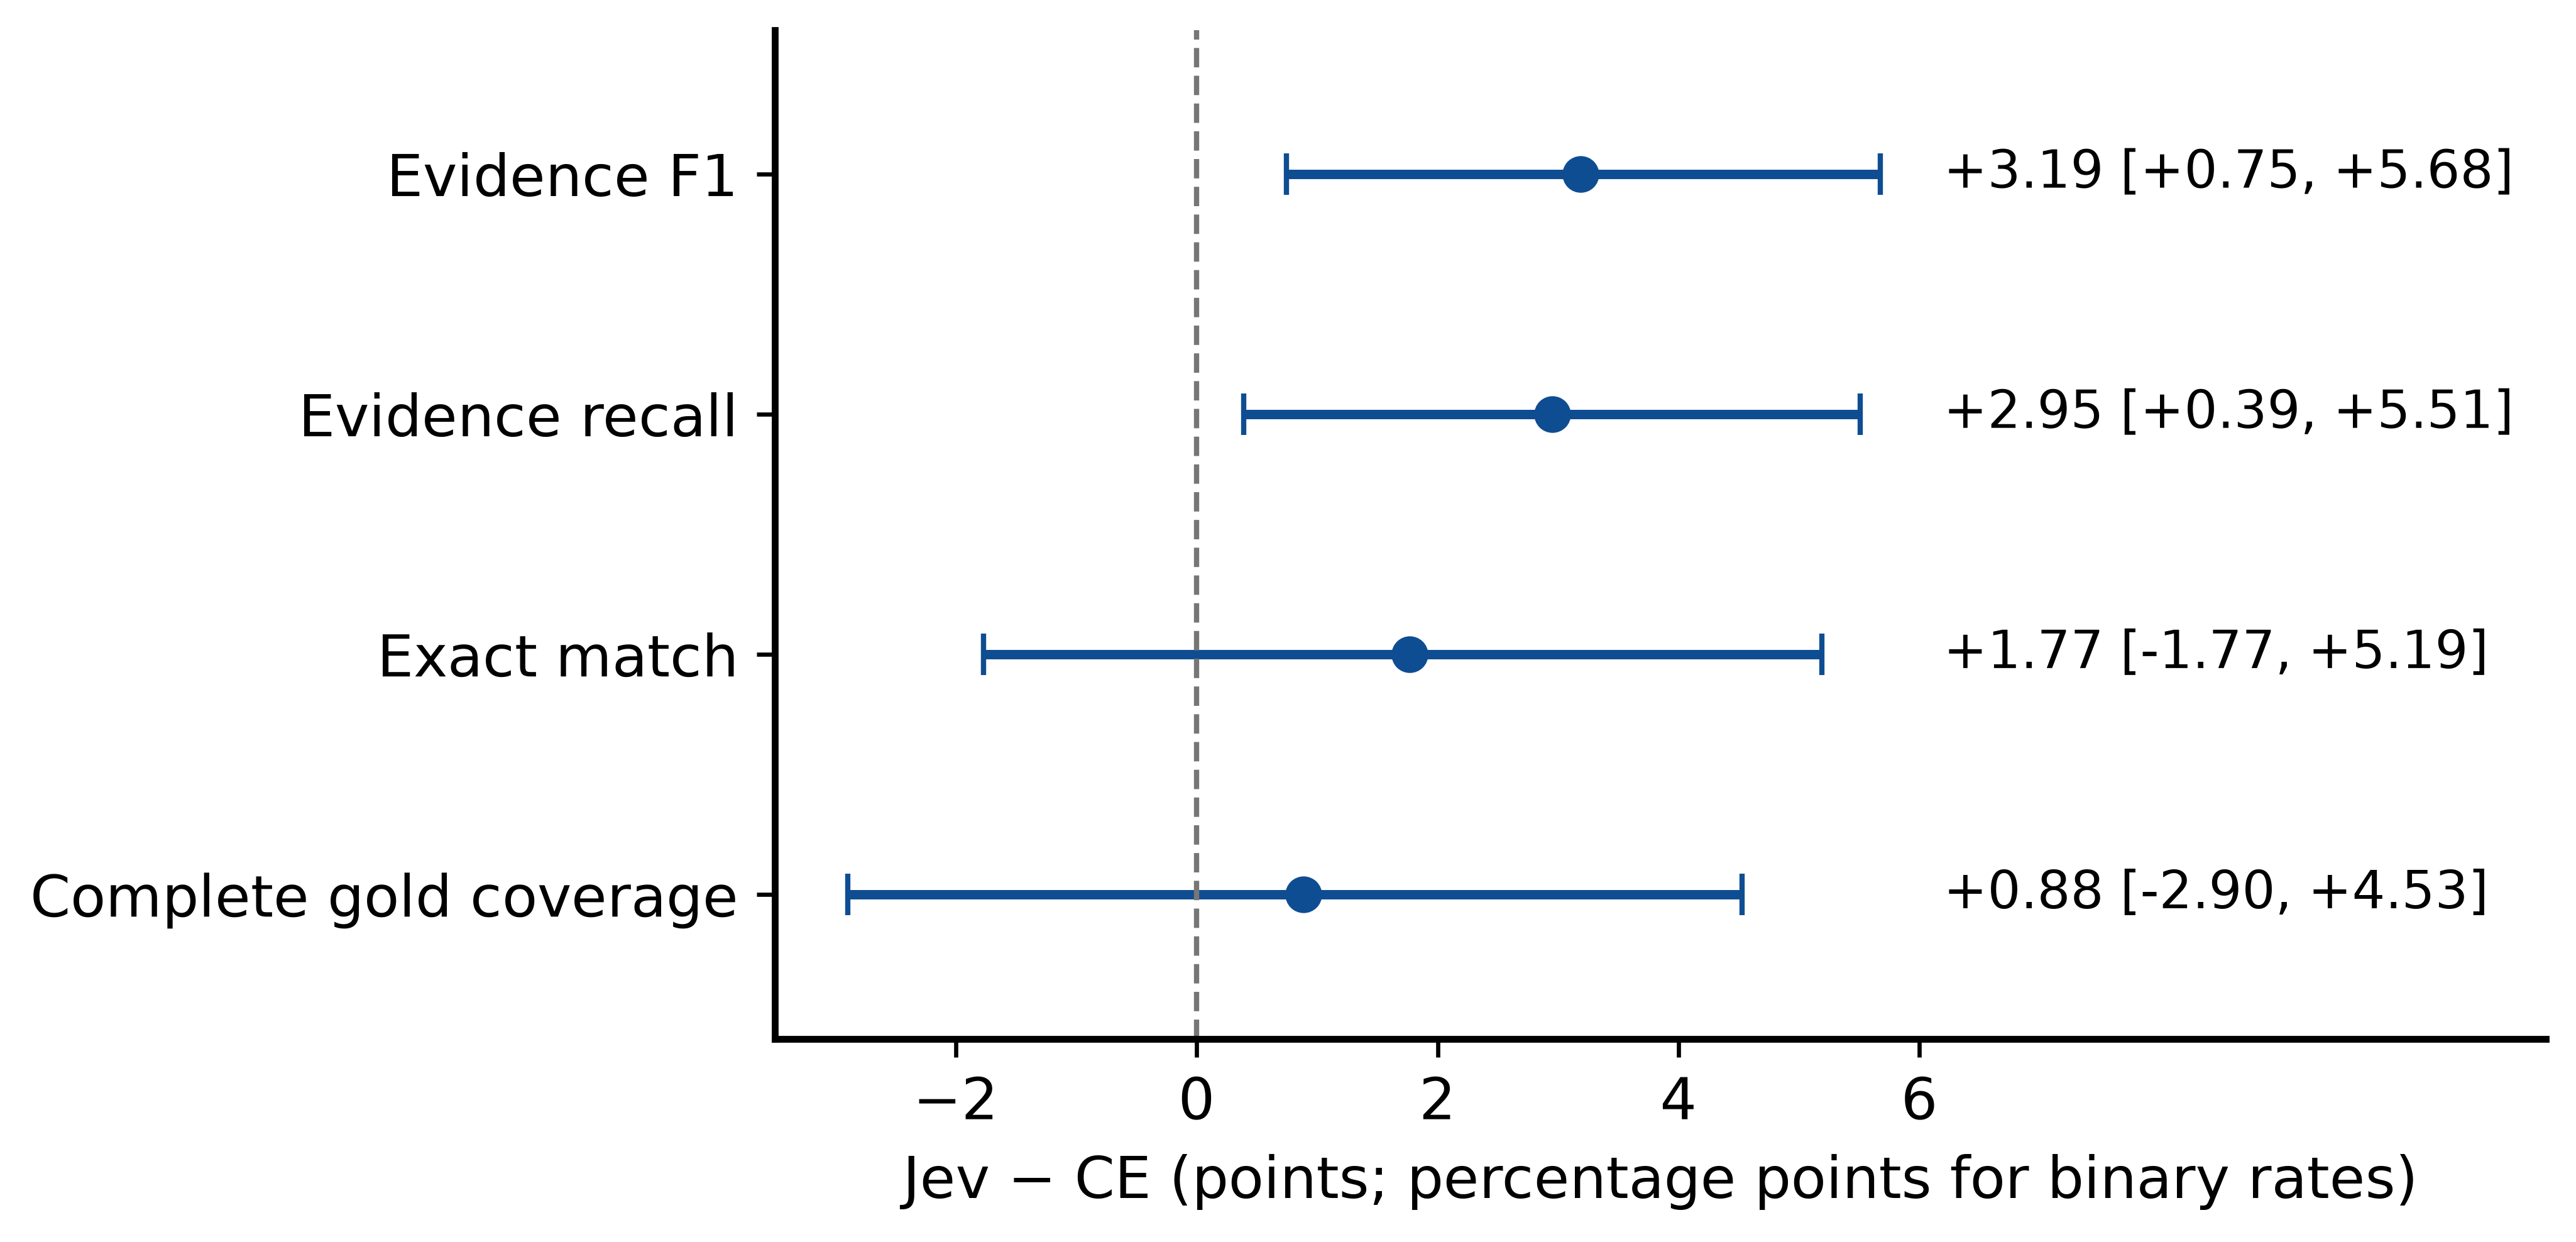 Evidence F1 +3.19 [+0.75, +5.68]
Evidence recall +2.95 [+0.39, +5.51]
Exact match +1.77 [-1.77, +5.19]
Complete gold coverage +0.88 [-2.90, +4.53]
−2 0 2 4 6
Jev − CE (points; percentage points for binary rates)